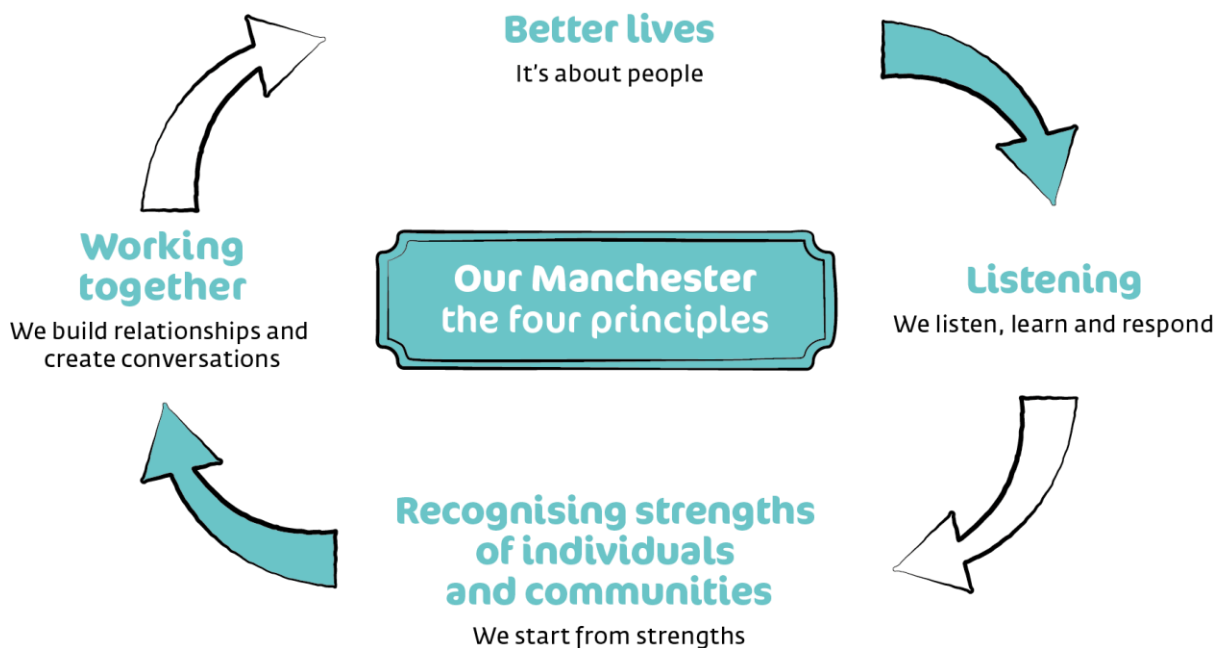 Better lives
It's about people
Our Manchester
the four principles
Listening
We listen, learn and respond
Recognising strengths
of individuals
and communities
We start from strengths
Working
together
We build relationships and
create conversations